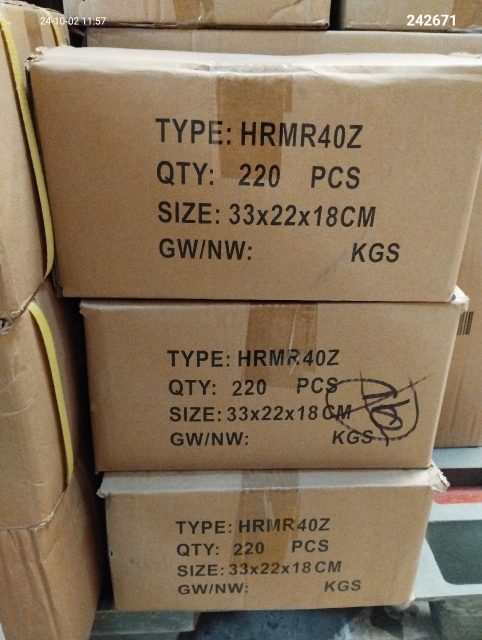 24-10-02 11:57
242671
TYPE: HRMR40Z
QTY: 220 PCS
SIZE: 33x22x18CM
GW/NW: KGS
TYPE: HRMR40Z
QTY: 220 PCS
SIZE: 33x22x18CM
GW/NW: KGS
TYPE: HRMR40Z
QTY: 220 PCS
SIZE: 33x22x18CM
GW/NW: KGS